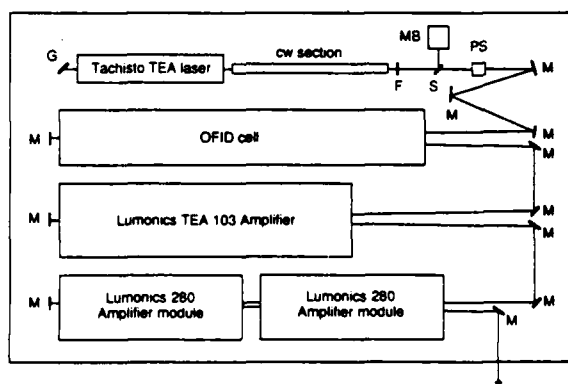 MB
PS
G
cw section
Tachisto TEA laser
M
F
S
M
M
M
OFID cell
M
M
Lumonics TEA 103 Amplifier
M
M
M
Lumonics 280
Amplifier module
Lumonics 280
Amplifier module
M
M